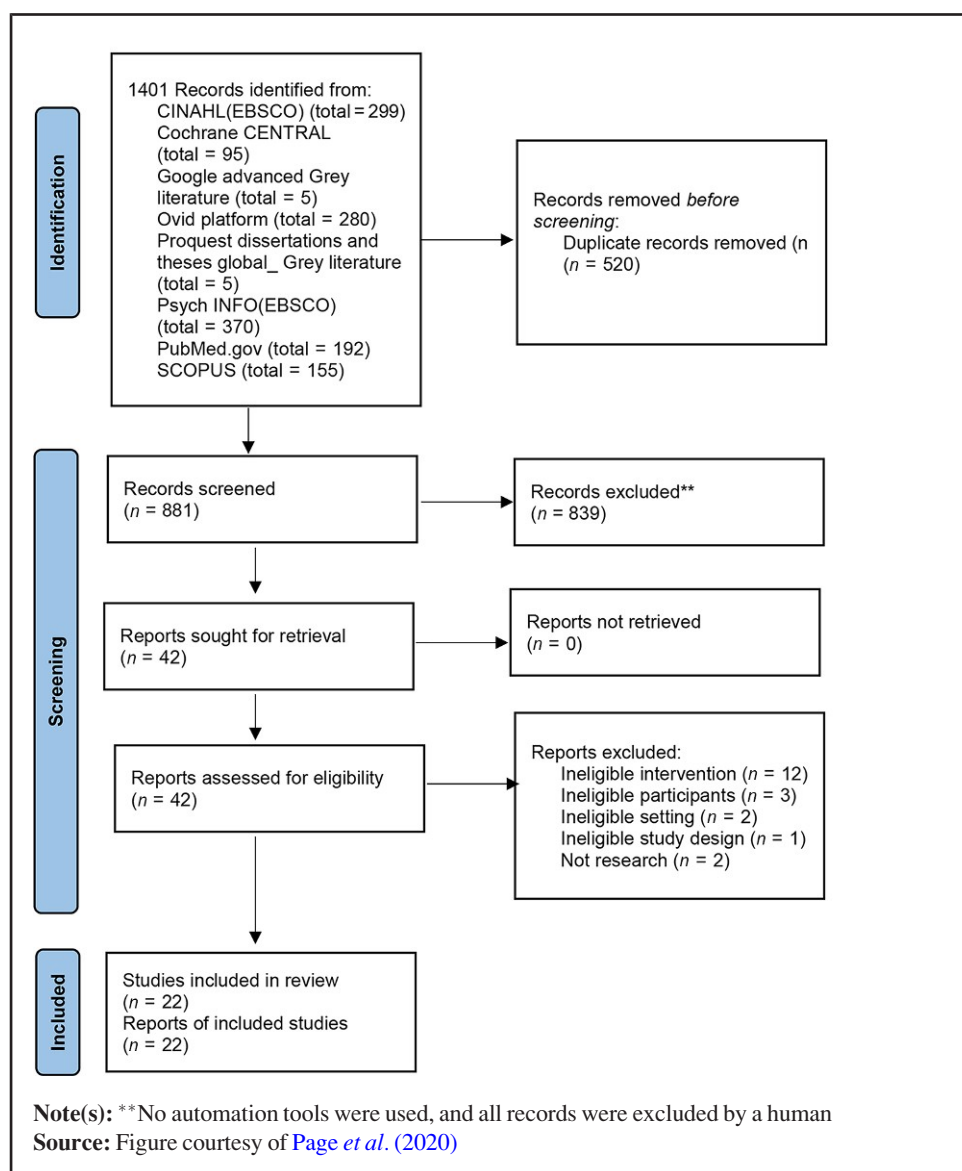 Identification
1401 Records identified from:
CINAHL(EBSCO) (total = 299)
Cochrane CENTRAL
(total = 95)
Google advanced Grey
literature (total = 5)
Ovid platform (total = 280)
Proquest dissertations and
theses global_ Grey literature
(total = 5)
Psych INFO(EBSCO)
(total = 370)
PubMed.gov (total = 192)
SCOPUS (total = 155)
Records removed before
screening:
Duplicate records removed (n
(n = 520)
Screening
Records screened
(n = 881)
Records excluded**
(n = 839)
Reports sought for retrieval
(n = 42)
Reports not retrieved
(n = 0)
Reports assessed for eligibility
(n = 42)
Reports excluded:
Ineligible intervention (n = 12)
Ineligible participants (n = 3)
Ineligible setting (n = 2)
Ineligible study design (n = 1)
Not research (n = 2)
Included
Studies included in review
(n = 22)
Reports of included studies
(n = 22)
Note(s): **No automation tools were used, and all records were excluded by a human
Source: Figure courtesy of Page et al. (2020)